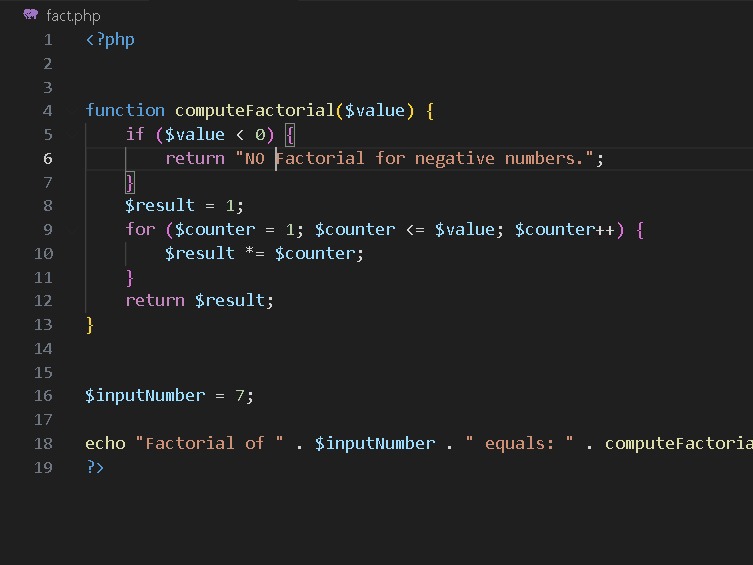 fact.php
1 <?php
2
3
4 function computeFactorial($value) {
5 if ($value < 0) {
6 return "NO Factorial for negative numbers.";
7 }
8 $result = 1;
9 for ($counter = 1; $counter <= $value; $counter++) {
10 $result *= $counter;
11 }
12 return $result;
13 }
14
15
16 $inputNumber = 7;
17
18 echo "Factorial of " . $inputNumber . " equals: " . computeFactoria
19 ?>